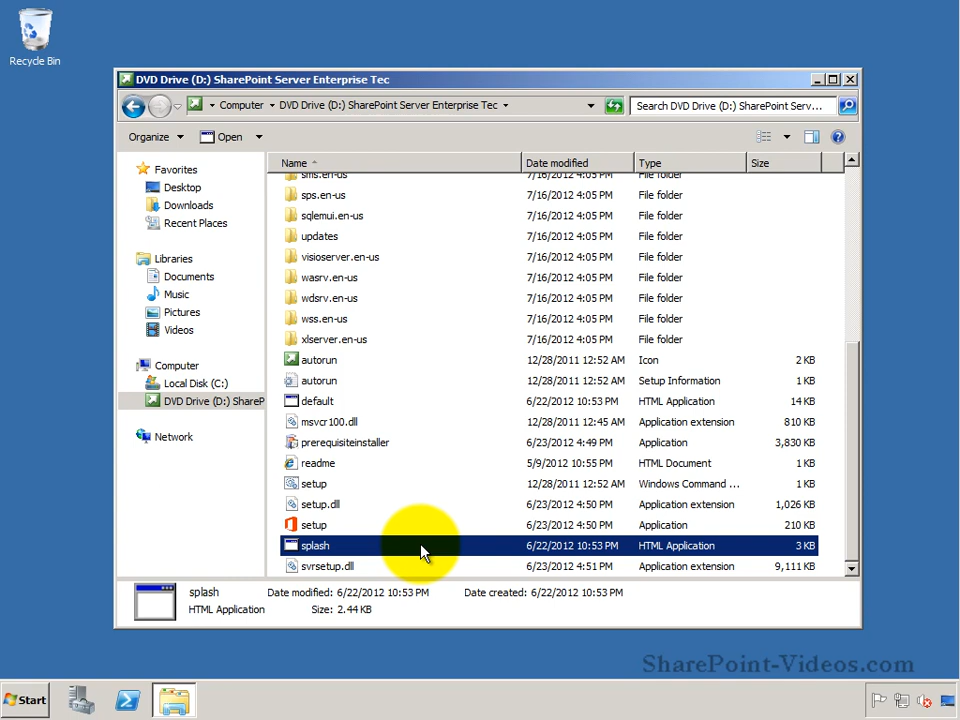 Recycle Bin
DVD Drive (D:) SharePoint Server Enterprise Tec
Computer DVD Drive (D:) SharePoint Server Enterprise Tec Search DVD Drive (D:) SharePoint Serv...
Organize Open
Name Date modified Type Size
Favorites
Desktop
Downloads
Recent Places
Libraries
Documents
Music
Pictures
Videos
Computer
Local Disk (C:)
DVD Drive (D:) ShareP
Network
sms.en-us 7/16/2012 4:05 PM File folder
sps.en-us 7/16/2012 4:05 PM File folder
sqlemui.en-us 7/16/2012 4:05 PM File folder
updates 7/16/2012 4:05 PM File folder
visioserver.en-us 7/16/2012 4:05 PM File folder
wasrv.en-us 7/16/2012 4:05 PM File folder
wdsrv.en-us 7/16/2012 4:05 PM File folder
wss.en-us 7/16/2012 4:05 PM File folder
xlserver.en-us 7/16/2012 4:05 PM File folder
autorun 12/28/2011 12:52 AM Icon 2 KB
autorun 12/28/2011 12:52 AM Setup Information 1 KB
default 6/22/2012 10:53 PM HTML Application 14 KB
msvcr100.dll 12/28/2011 12:45 AM Application extension 810 KB
prerequisiteinstaller 6/23/2012 4:49 PM Application 3,830 KB
readme 5/9/2012 10:55 PM HTML Document 1 KB
setup 12/28/2011 12:52 AM Windows Command ... 1 KB
setup.dll 6/23/2012 4:50 PM Application extension 1,026 KB
setup 6/23/2012 4:50 PM Application 210 KB
splash 6/22/2012 10:53 PM HTML Application 3 KB
svrsetup.dll 6/23/2012 4:51 PM Application extension 9,111 KB
splash Date modified: 6/22/2012 10:53 PM Date created: 6/22/2012 10:53 PM
HTML Application Size: 2.44 KB
SharePoint-Videos.com
Start